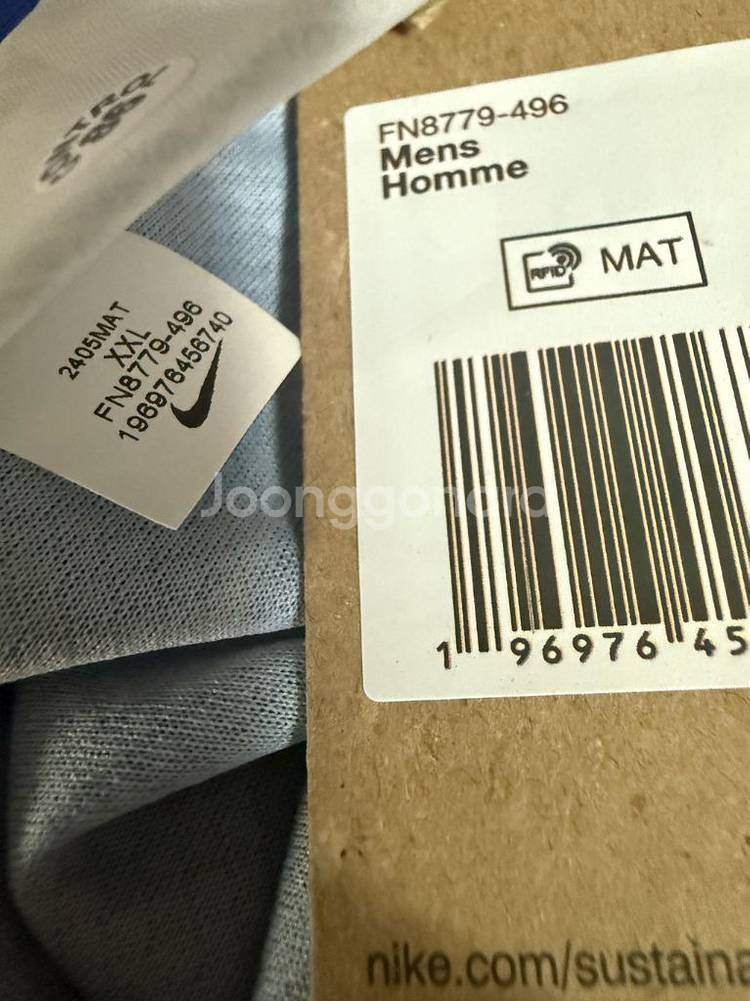 2405MAT
XXL
FN8779-496
196976456740
FN8779-496
Mens
Homme
RFID MAT
1 96976 45
Joonggonara
nike.com/sustaina